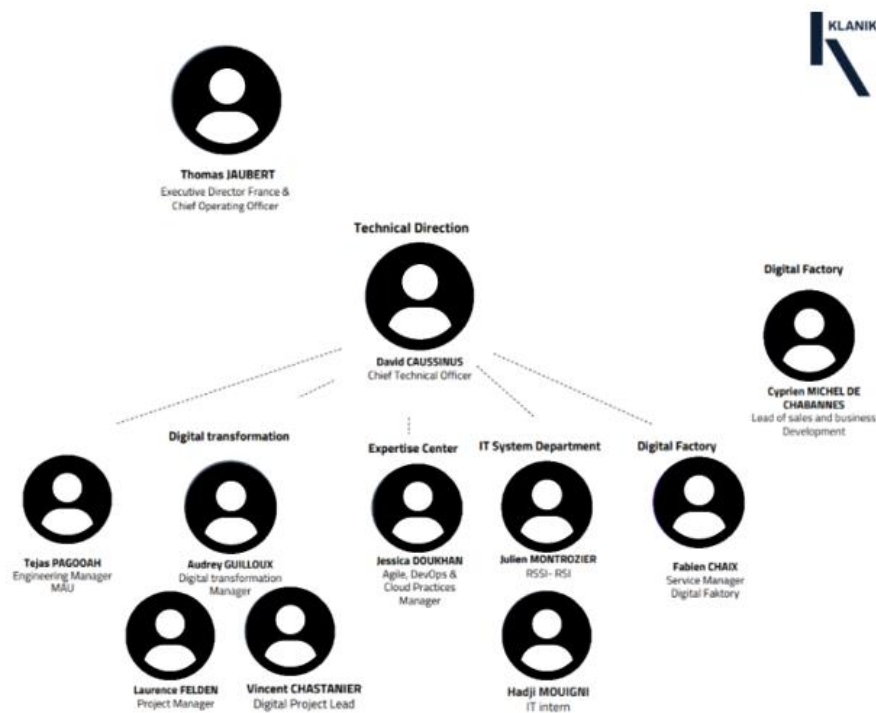 KLANIK
Thomas JAUBERT
Executive Director France &
Chief Operating Officer
Technical Direction
David CAUSSINUS
Chief Technical Officer
Digital Factory
Cyprien MICHEL DE
CHABANNES
Lead of sales and business
Development
Digital transformation
Expertise Center
IT System Department
Digital Factory
Tejas PAGOOAH
Engineering Manager
MAU
Audrey GUILLOUX
Digital transformation
Manager
Jessica DOUKHAN
Agile, DevOps &
Cloud Practices
Manager
Julien MONTROZIER
RSSI- RSI
Fabien CHAIX
Service Manager
Digital Faktory
Laurence FELDEN
Project Manager
Vincent CHASTANIER
Digital Project Lead
Hadji MOUIGNI
IT intern